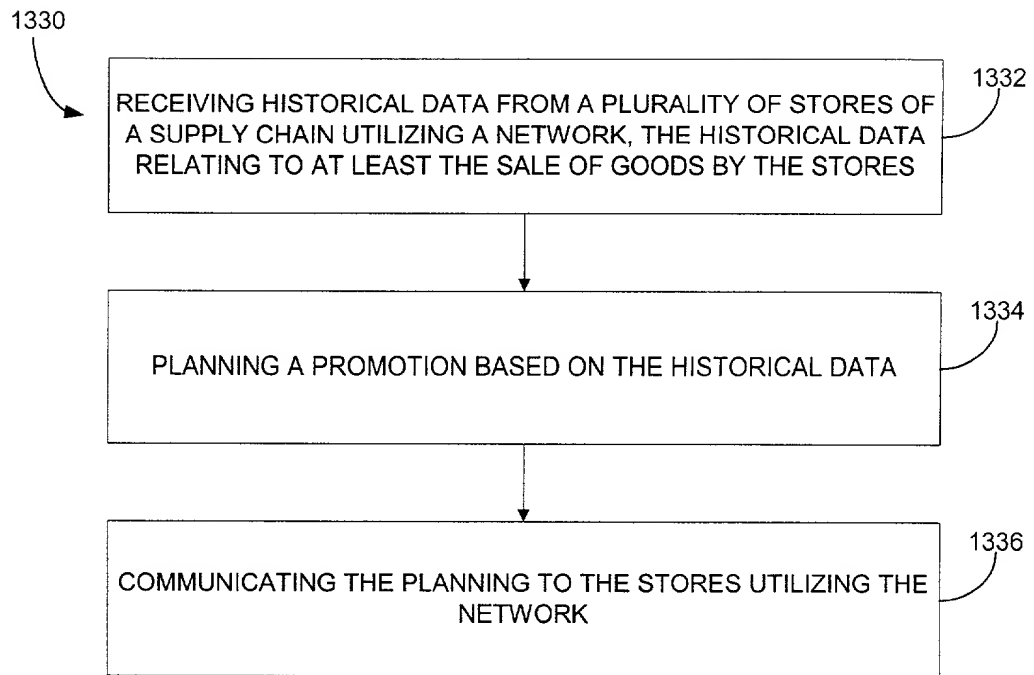 1330
1332
RECEIVING HISTORICAL DATA FROM A PLURALITY OF STORES OF
A SUPPLY CHAIN UTILIZING A NETWORK, THE HISTORICAL DATA
RELATING TO AT LEAST THE SALE OF GOODS BY THE STORES
1334
PLANNING A PROMOTION BASED ON THE HISTORICAL DATA
1336
COMMUNICATING THE PLANNING TO THE STORES UTILIZING THE
NETWORK